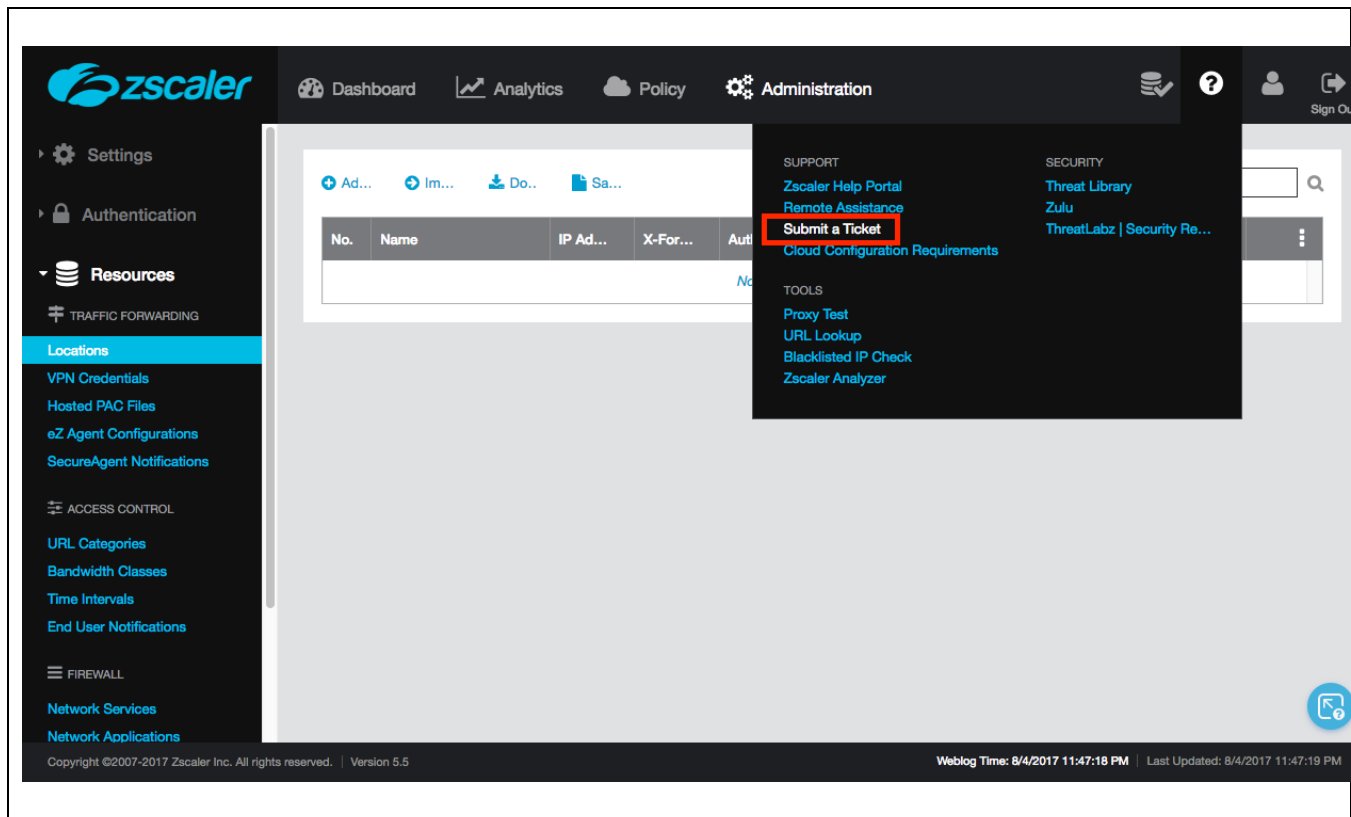 zscaler
Dashboard
Analytics
Policy
Administration
Sign Ou
Settings
Authentication
Resources
TRAFFIC FORWARDING
Locations
VPN Credentials
Hosted PAC Files
eZ Agent Configurations
SecureAgent Notifications
ACCESS CONTROL
URL Categories
Bandwidth Classes
Time Intervals
End User Notifications
FIREWALL
Network Services
Network Applications
Ad...
Im...
Do..
Sa...
No.
Name
IP Ad...
X-For...
Aut
No
SUPPORT
Zscaler Help Portal
Remote Assistance
Submit a Ticket
Cloud Configuration Requirements
TOOLS
Proxy Test
URL Lookup
Blacklisted IP Check
Zscaler Analyzer
SECURITY
Threat Library
Zulu
ThreatLabz | Security Re...
Copyright ©2007-2017 Zscaler Inc. All rights reserved. | Version 5.5
Weblog Time: 8/4/2017 11:47:18 PM | Last Updated: 8/4/2017 11:47:19 PM